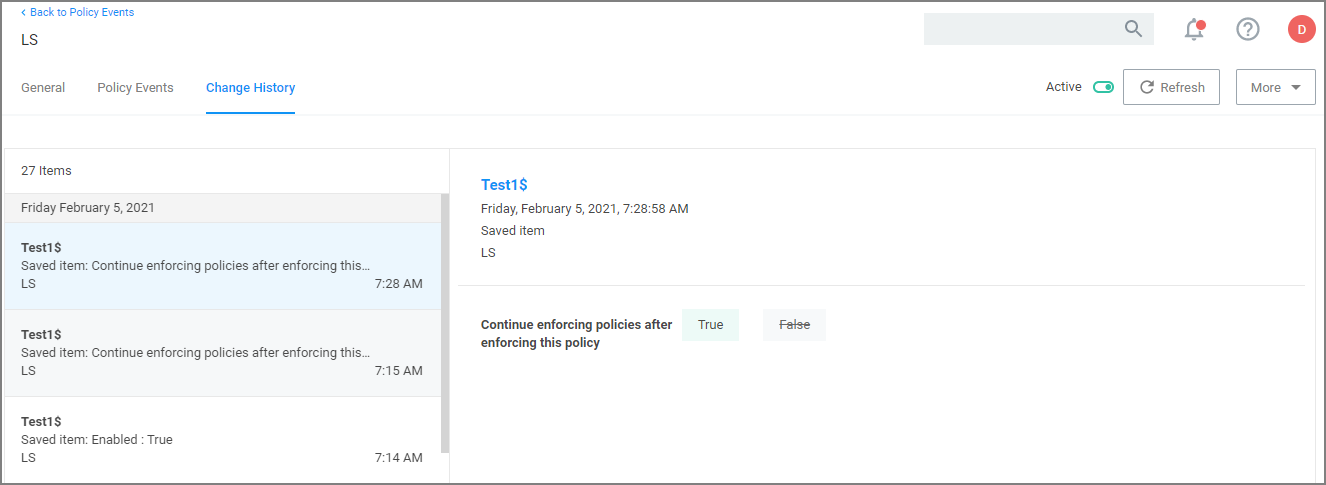 Back to Policy Events
LS
D
General Policy Events Change History
Active Refresh More
27 Items
Friday February 5, 2021
Test1$
Saved item: Continue enforcing policies after enforcing this...
LS 7:28 AM
Test1$
Saved item: Continue enforcing policies after enforcing this...
LS 7:15 AM
Test1$
Saved item: Enabled : True
LS 7:14 AM
Test1$
Friday, February 5, 2021, 7:28:58 AM
Saved item
LS
Continue enforcing policies after True False
enforcing this policy